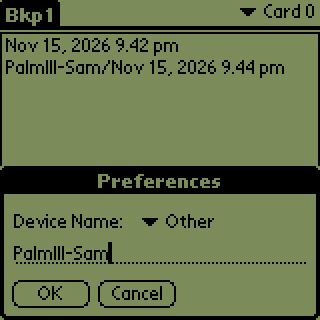 Bkp1
Card 0
Nov 15, 2026 9.42 pm
PalmIII-Sam/Nov 15, 2026 9.44 pm
Preferences
Device Name: Other
PalmIII-Sam
OK Cancel